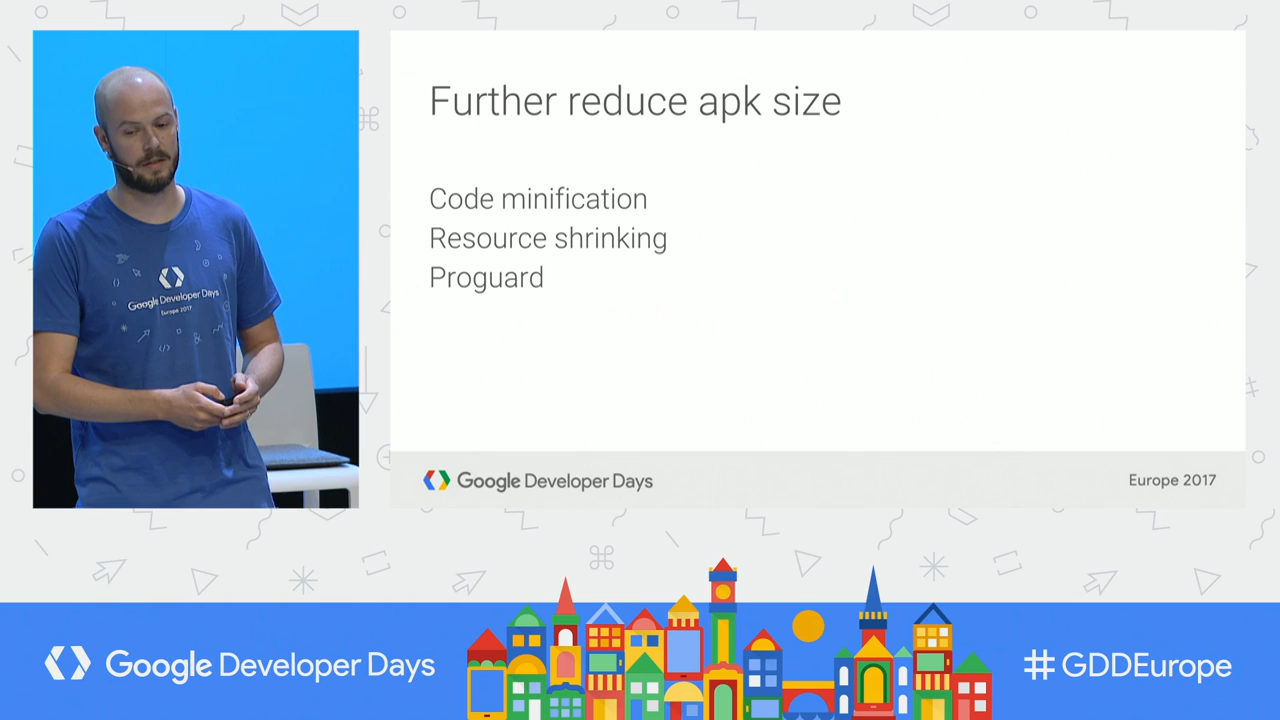 Further reduce apk size
Code minification
Resource shrinking
Proguard
Google Developer Days
Europe 2017
Google Developer Days
Europe 2017
Google Developer Days
#GDDEurope